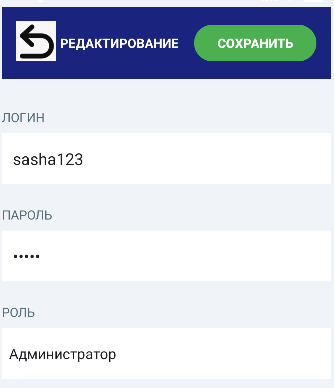 РЕДАКТИРОВАНИЕ СОХРАНИТЬ
ЛОГИН
sasha123
ПАРОЛЬ
•••••
РОЛЬ
Администратор